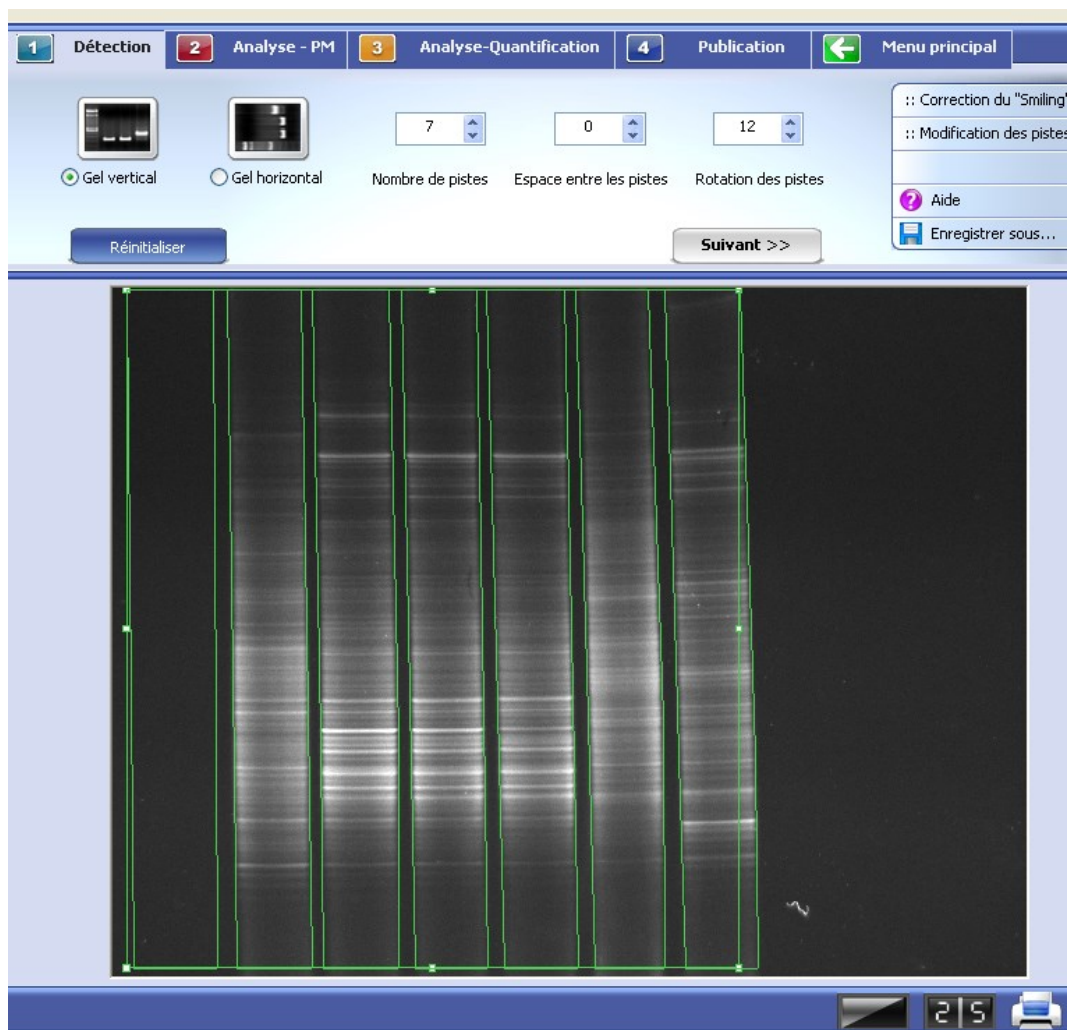 1 Détection 2 Analyse - PM 3 Analyse-Quantification 4 Publication Menu principal
:: Correction du "Smiling"
:: Modification des pistes
7 0 12
Gel vertical Gel horizontal Nombre de pistes Espace entre les pistes Rotation des pistes
Aide
Enregistrer sous...
Réinitialiser Suivant >>
2 5